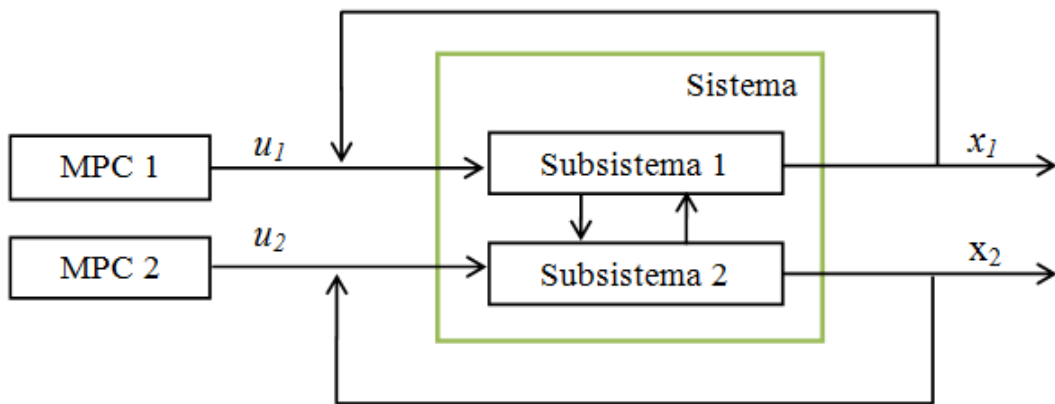 Sistema
MPC 1
u1
Subsistema 1
x1
MPC 2
u2
Subsistema 2
x2